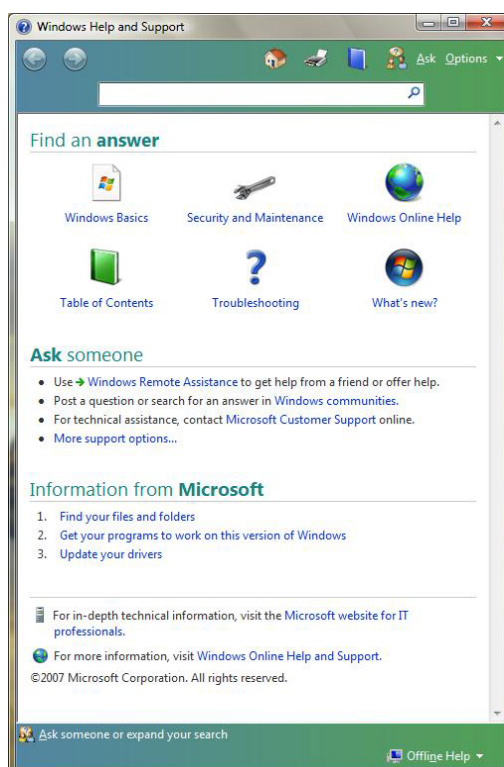 Windows Help and Support
Ask Options
Find an answer
Windows Basics Security and Maintenance Windows Online Help
Table of Contents Troubleshooting What's new?
Ask someone
• Use Windows Remote Assistance to get help from a friend or offer help.
• Post a question or search for an answer in Windows communities.
• For technical assistance, contact Microsoft Customer Support online.
• More support options...
Information from Microsoft
1. Find your files and folders
2. Get your programs to work on this version of Windows
3. Update your drivers
For in-depth technical information, visit the Microsoft website for IT
professionals.
For more information, visit Windows Online Help and Support.
©2007 Microsoft Corporation. All rights reserved.
Ask someone or expand your search
Offline Help